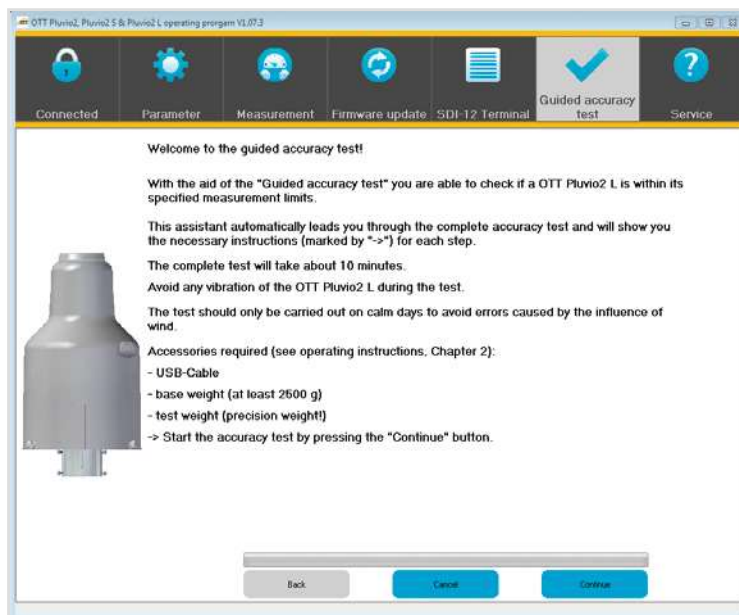 OTT Pluvio2, Pluvio2 S & Pluvio2 L operating prorgam V1.07.3
Connected
Parameter
Measurement
Firmware update
SDI-12 Terminal
Guided accuracy
test
Service
Welcome to the guided accuracy test!
With the aid of the "Guided accuracy test" you are able to check if a OTT Pluvio2 L is within its
specified measurement limits.
This assistant automatically leads you through the complete accuracy test and will show you
the necessary instructions (marked by "->") for each step.
The complete test will take about 10 minutes.
Avoid any vibration of the OTT Pluvio2 L during the test.
The test should only be carried out on calm days to avoid errors caused by the influence of
wind.
Accessories required (see operating instructions, Chapter 2):
- USB-Cable
- base weight (at least 2500 g)
- test weight (precision weight!)
-> Start the accuracy test by pressing the "Continue" button.
Back
Cancel
Continue